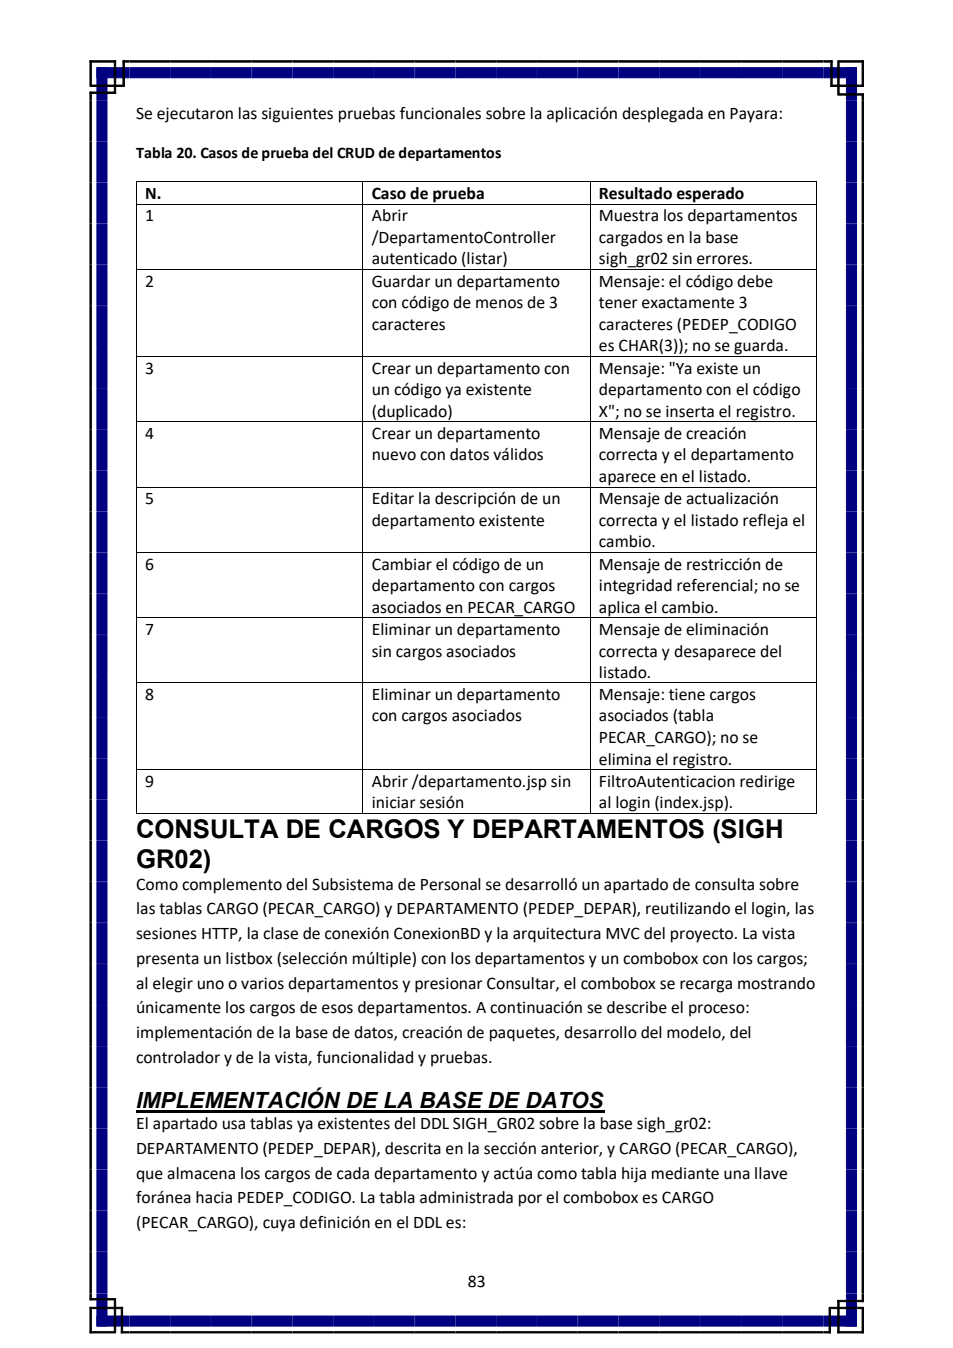 Se ejecutaron las siguientes pruebas funcionales sobre la aplicación desplegada en Payara:
Tabla 20. Casos de prueba del CRUD de departamentos
N. Caso de prueba Resultado esperado
1 Abrir Muestra los departamentos
/DepartamentoController cargados en la base
autenticado (listar) sigh_gr02 sin errores.
2 Guardar un departamento Mensaje: el código debe
con código de menos de 3 tener exactamente 3
caracteres caracteres (PEDEP_CODIGO
es CHAR(3)); no se guarda.
3 Crear un departamento con Mensaje: "Ya existe un
un código ya existente departamento con el código
(duplicado) X"; no se inserta el registro.
4 Crear un departamento Mensaje de creación
nuevo con datos válidos correcta y el departamento
aparece en el listado.
5 Editar la descripción de un Mensaje de actualización
departamento existente correcta y el listado refleja el
cambio.
6 Cambiar el código de un Mensaje de restricción de
departamento con cargos integridad referencial; no se
asociados en PECAR_CARGO aplica el cambio.
7 Eliminar un departamento Mensaje de eliminación
sin cargos asociados correcta y desaparece del
listado.
8 Eliminar un departamento Mensaje: tiene cargos
con cargos asociados asociados (tabla
PECAR_CARGO); no se
elimina el registro.
9 Abrir /departamento.jsp sin FiltroAutenticacion redirige
iniciar sesión al login (index.jsp).
CONSULTA DE CARGOS Y DEPARTAMENTOS (SIGH
GR02)
Como complemento del Subsistema de Personal se desarrolló un apartado de consulta sobre
las tablas CARGO (PECAR_CARGO) y DEPARTAMENTO (PEDEP_DEPAR), reutilizando el login, las
sesiones HTTP, la clase de conexión ConexionBD y la arquitectura MVC del proyecto. La vista
presenta un listbox (selección múltiple) con los departamentos y un combobox con los cargos;
al elegir uno o varios departamentos y presionar Consultar, el combobox se recarga mostrando
únicamente los cargos de esos departamentos. A continuación se describe el proceso:
implementación de la base de datos, creación de paquetes, desarrollo del modelo, del
controlador y de la vista, funcionalidad y pruebas.
IMPLEMENTACIÓN DE LA BASE DE DATOS
El apartado usa tablas ya existentes del DDL SIGH_GR02 sobre la base sigh_gr02:
DEPARTAMENTO (PEDEP_DEPAR), descrita en la sección anterior, y CARGO (PECAR_CARGO),
que almacena los cargos de cada departamento y actúa como tabla hija mediante una llave
foránea hacia PEDEP_CODIGO. La tabla administrada por el combobox es CARGO
(PECAR_CARGO), cuya definición en el DDL es:
83